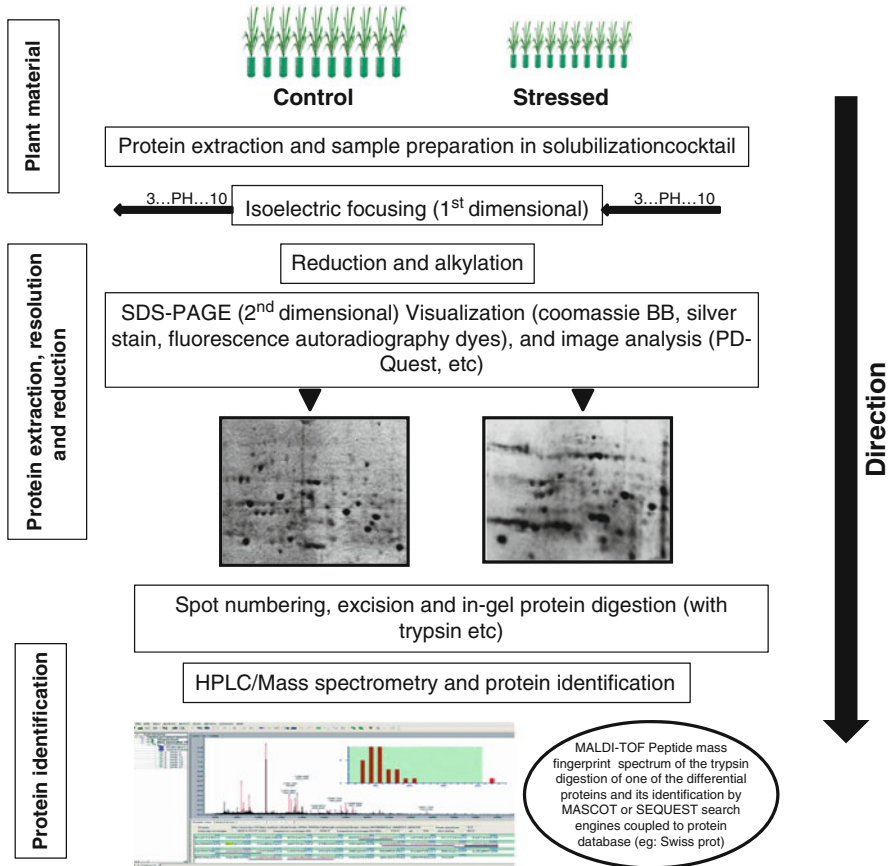 Plant material
Control
Stressed
Protein extraction and sample preparation in solubilizationcocktail
3...PH...10
Isoelectric focusing (1st dimensional)
3...PH...10
Protein extraction, resolution
and reduction
Reduction and alkylation
SDS-PAGE (2nd dimensional) Visualization (coomassie BB, silver
stain, fluorescence autoradiography dyes), and image analysis (PD-
Quest, etc)
Direction
Spot numbering, excision and in-gel protein digestion (with
trypsin etc)
Protein identification
HPLC/Mass spectrometry and protein identification
MALDI-TOF Peptide mass
fingerprint spectrum of the trypsin
digestion of one of the differential
proteins and its identification by
MASCOT or SEQUEST search
engines coupled to protein
database (eg: Swiss prot)